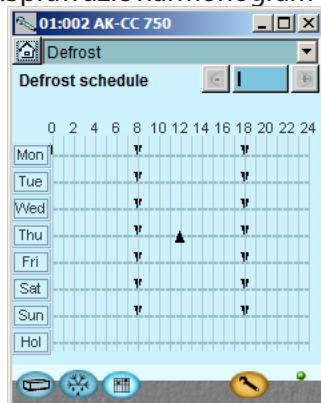 01:002 AK-CC 750
Defrost
Defrost schedule
0 2 4 6 8 10 12 14 16 18 20 22 24
Mon
Tue
Wed
Thu
Fri
Sat
Sun
Hol